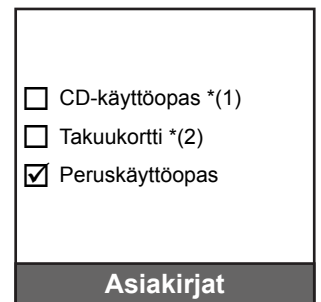 CD-käyttöopas *(1)
Takuukortti *(2)
Peruskäyttöopas
Asiakirjat